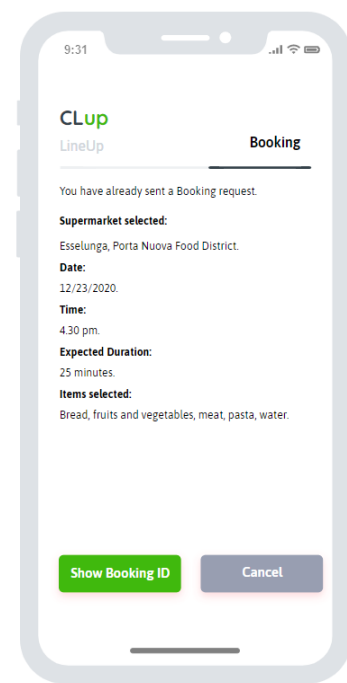 9:31
CLup
LineUp
Booking
You have already sent a Booking request.
Supermarket selected:
Esselunga, Porta Nuova Food District.
Date:
12/23/2020.
Time:
4.30 pm.
Expected Duration:
25 minutes.
Items selected:
Bread, fruits and vegetables, meat, pasta, water.
Show Booking ID
Cancel